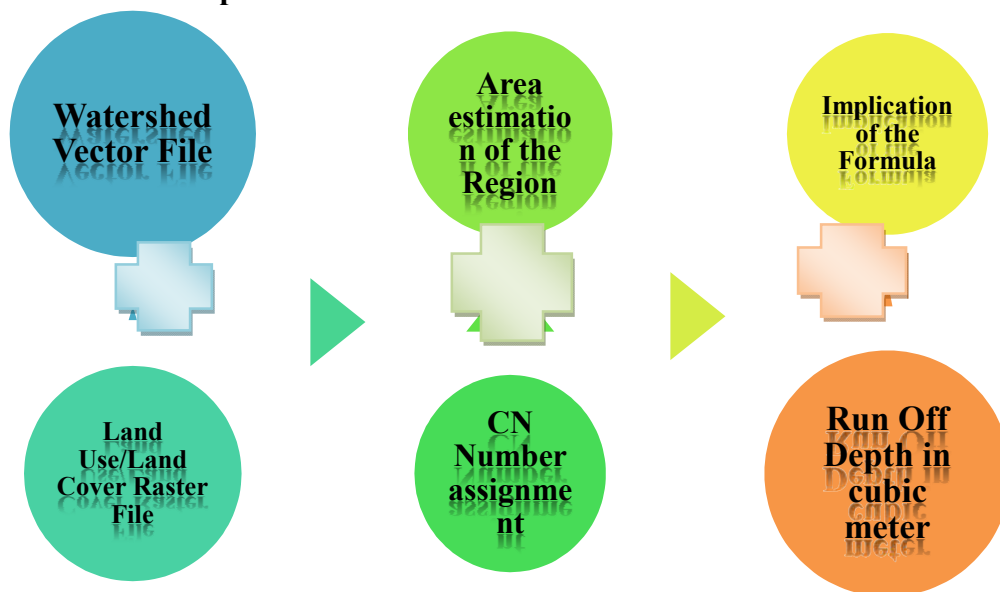 Watershed
Vector File
Land
Use/Land
Cover Raster
File
Area
estimatio
n of the
Region
CN
Number
assignme
nt
Implication
of the
Formula
Run Off
Depth in
cubic
meter